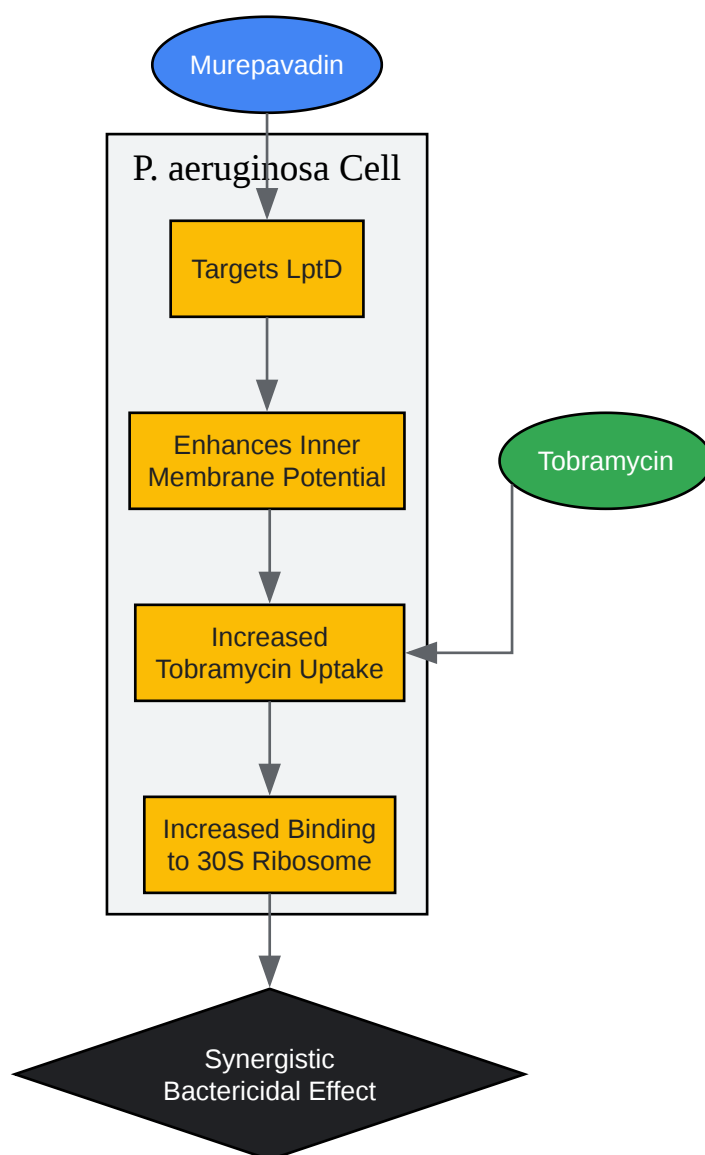 Murepavadin
P. aeruginosa Cell
Targets LptD
Enhances Inner
Membrane Potential
Tobramycin
Increased
Tobramycin Uptake
Increased Binding
to 30S Ribosome
Synergistic
Bactericidal Effect